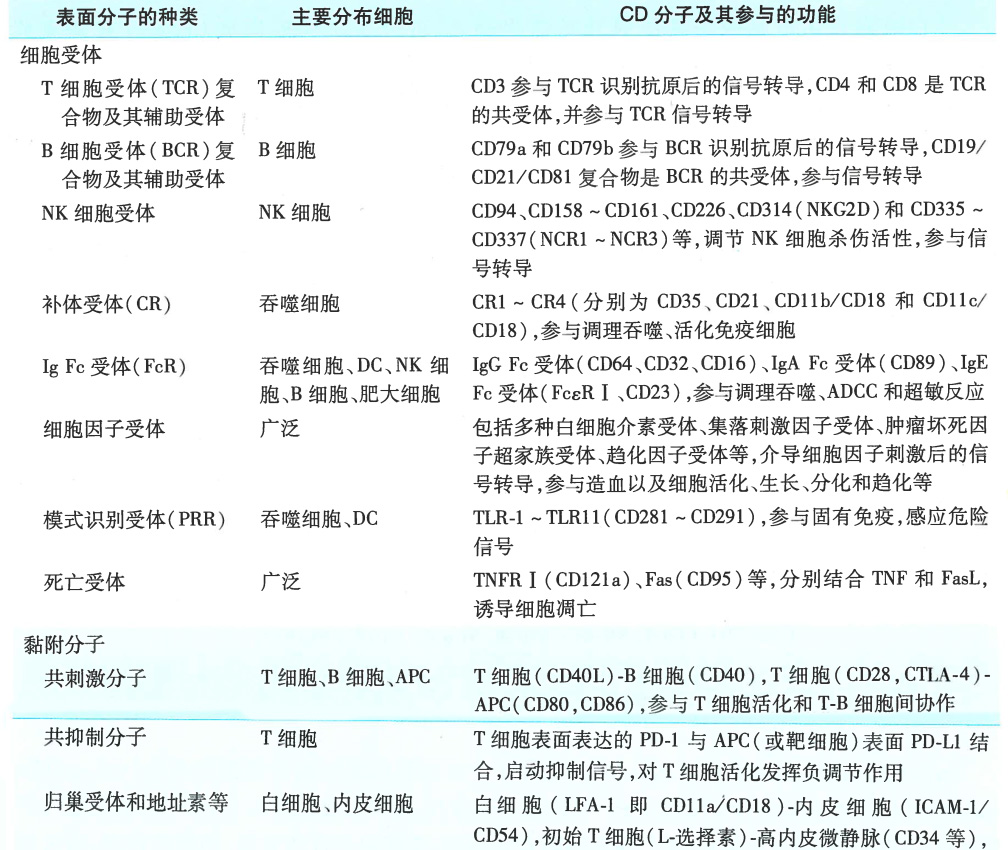 表面分子的种类 主要分布细胞 CD 分子及其参与的功能
细胞受体
T 细胞受体(TCR)复 T 细胞 CD3 参与 TCR 识别抗原后的信号转导,CD4 和 CD8 是 TCR
合物及其辅助受体 的共受体,并参与 TCR 信号转导
B 细胞受体(BCR)复 B 细胞 CD79a 和 CD79b 参与 BCR 识别抗原后的信号转导,CD19/
合物及其辅助受体 CD21/CD81 复合物是 BCR 的共受体,参与信号转导
NK 细胞受体 NK 细胞 CD94、CD158 ~ CD161、CD226、CD314(NKG2D)和 CD335 ~
CD337(NCR1 ~ NCR3)等,调节 NK 细胞杀伤活性,参与信
号转导
补体受体(CR) 吞噬细胞 CR1 ~ CR4(分别为 CD35、CD21、CD11b/CD18 和 CD11c/
CD18),参与调理吞噬、活化免疫细胞
Ig Fc 受体(FcR) 吞噬细胞、DC、NK 细 IgG Fc 受体(CD64、CD32、CD16)、IgA Fc 受体(CD89)、IgE
胞、B 细胞、肥大细胞 Fc 受体(FcεRⅠ、CD23),参与调理吞噬、ADCC 和超敏反应
细胞因子受体 广泛 包括多种白细胞介素受体、集落刺激因子受体、肿瘤坏死因
子超家族受体、趋化因子受体等,介导细胞因子刺激后的信
号转导,参与造血以及细胞活化、生长、分化和趋化等
模式识别受体(PRR) 吞噬细胞、DC TLR-1 ~ TLR11(CD281 ~ CD291),参与固有免疫,感应危险
信号
死亡受体 广泛 TNFRⅠ(CD121a)、Fas(CD95)等,分别结合 TNF 和 FasL,
诱导细胞凋亡
黏附分子
共刺激分子 T 细胞、B 细胞、APC T 细胞(CD40L)-B 细胞(CD40),T 细胞(CD28,CTLA-4)-
APC(CD80,CD86),参与 T 细胞活化和 T-B 细胞间协作
共抑制分子 T 细胞 T 细胞表面表达的 PD-1 与 APC(或靶细胞)表面 PD-L1 结
合,启动抑制信号,对 T 细胞活化发挥负调节作用
归巢受体和地址素等 白细胞、内皮细胞 白细胞(LFA-1 即 CD11a/CD18)-内皮细胞(ICAM-1/
CD54),初始 T 细胞(L-选择素)-高内皮微静脉(CD34 等),